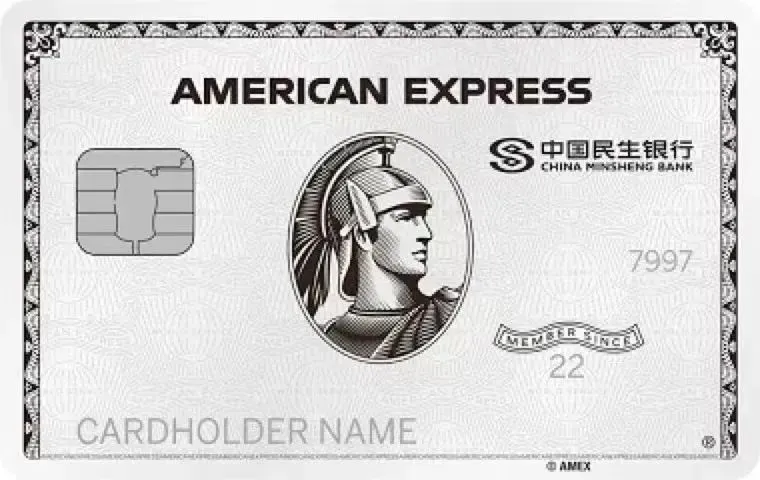 AMERICAN EXPRESS
中国民生银行
CHINA MINSHENG BANK
7997
MEMBER SINCE
22
CARDHOLDER NAME
®
© AMEX